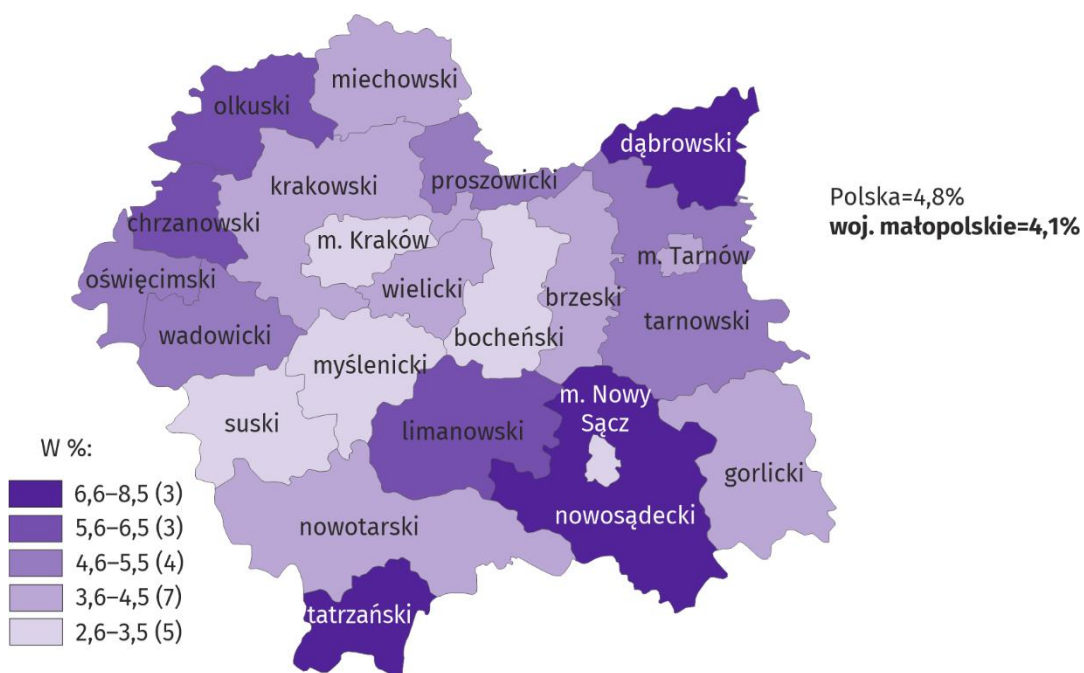 miechowski
olkuski
dąbrowski
krakowski
proszowicki
Polska=4,8%
woj. małopolskie=4,1%
chrzanowski
m. Kraków
m. Tarnów
oświęcimski
wielicki
brzeski
tarnowski
wadowicki
bocheński
myślenicki
m. Nowy
Sącz
suski
limanowski
gorlicki
nowosądecki
nowotarski
tatrzański
W %:
6,6–8,5 (3)
5,6–6,5 (3)
4,6–5,5 (4)
3,6–4,5 (7)
2,6–3,5 (5)